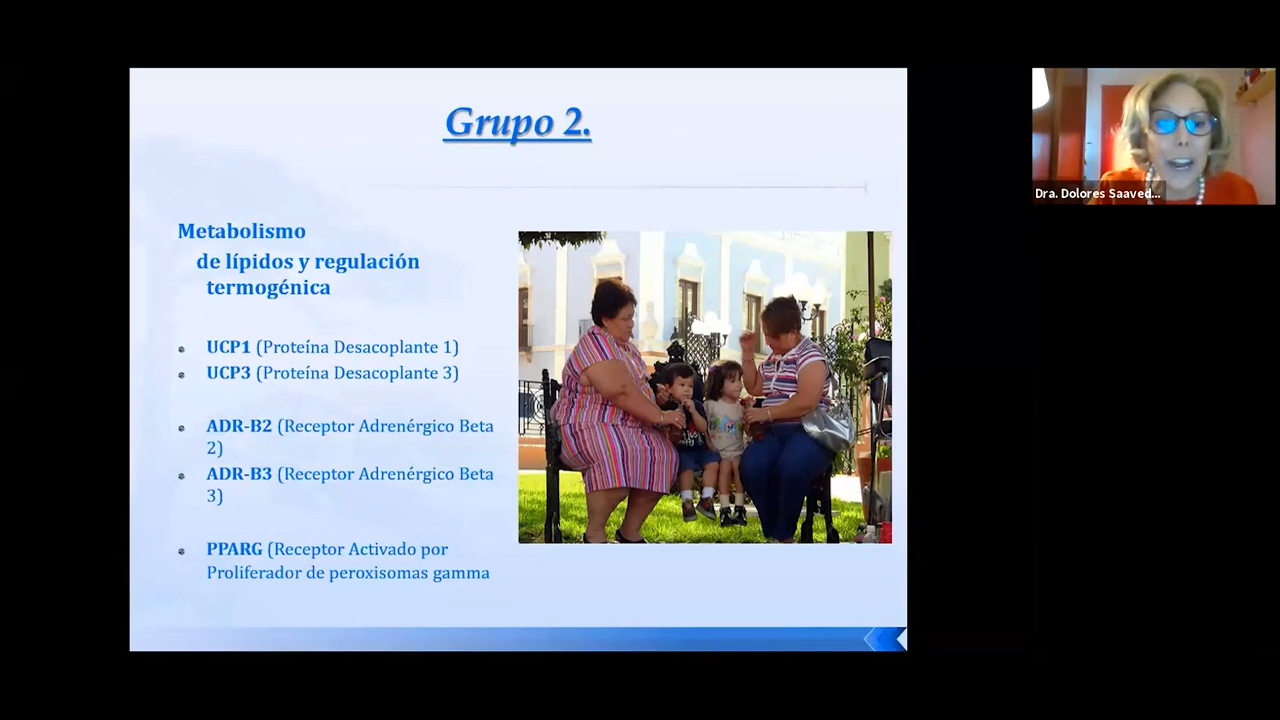 Grupo 2.
Metabolismo
de lípidos y regulación
termogénica
UCP1 (Proteína Desacoplante 1)
UCP3 (Proteína Desacoplante 3)
ADR-B2 (Receptor Adrenérgico Beta
2)
ADR-B3 (Receptor Adrenérgico Beta
3)
PPARG (Receptor Activado por
Proliferador de peroxisomas gamma
Dra. Dolores Saaved...